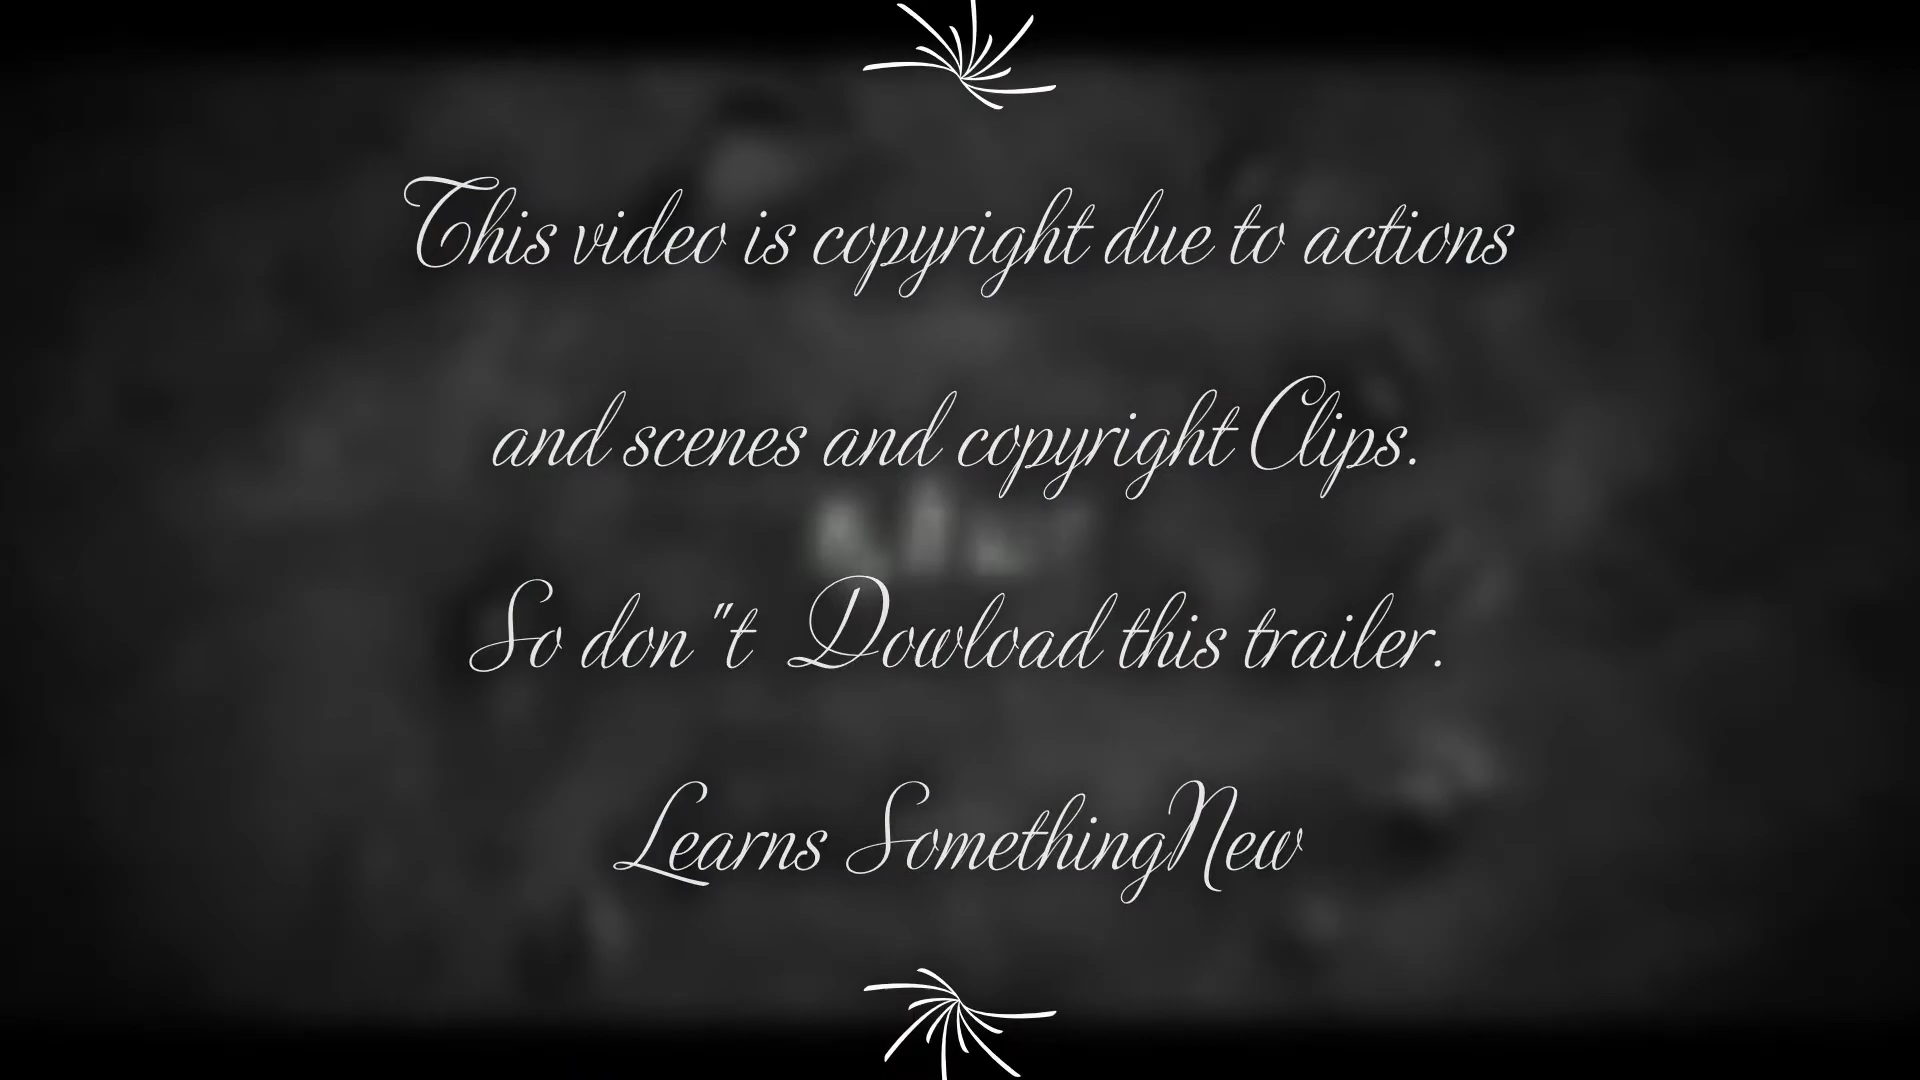 This video is copyright due to actions
and scenes and copyright Clips.
So don "t Dowload this trailer.
Learns SomethingNew